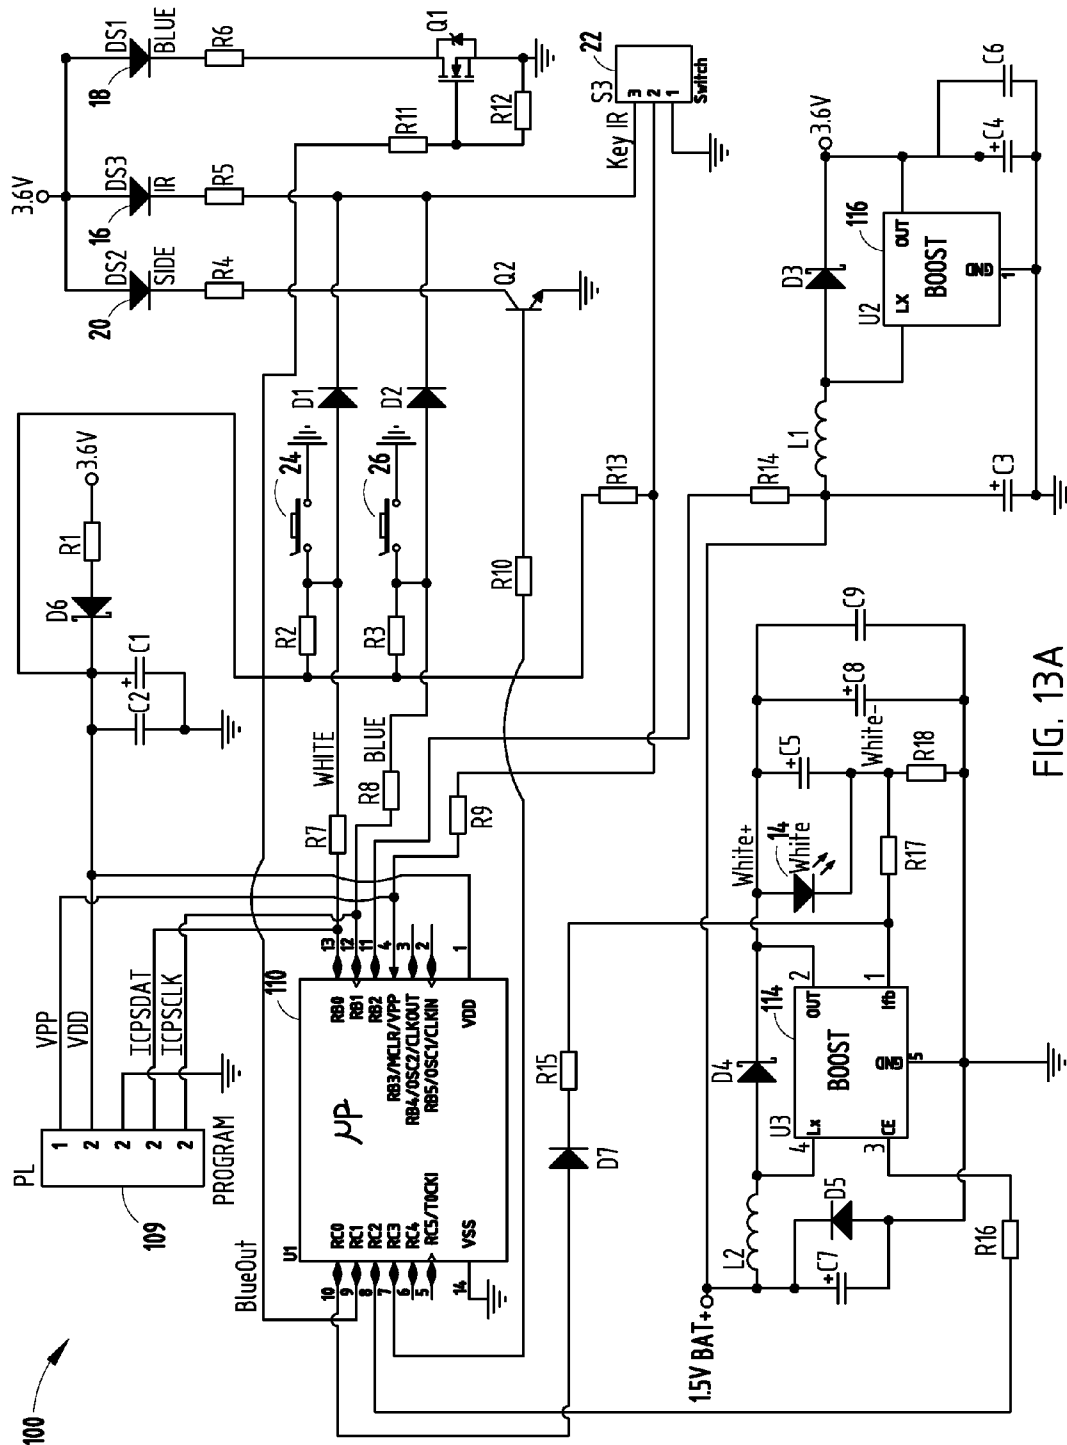 100
PL
109
PROGRAM
1
2
2
2
2
VPP
VDD
ICPSDAT
ICPSCLK
C2
+
C1
D6
R1
3.6V
3.6V
DS2
SIDE
20
R4
DS3
IR
16
R5
DS1
BLUE
18
R6
Q1
R11
R12
Q2
Key IR
S3
22
3
2
1
Switch
BlueOut
U1
110
μP
10
RC0
9
RC1
8
RC2
7
RC3
6
RC4
5
RC5/T0CKI
14
VSS
RB0
13
RB1
12
RB2
11
RB3/MCLR/VPP
4
RB4/OSC2/CLKOUT
3
RB5/OSC1/CLKIN
2
VDD
1
R7
WHITE
R8
BLUE
R9
R2
24
D1
R3
26
D2
R10
R13
R14
D7
R15
1.5V BAT+
L2
D4
+
C7
D5
U3
114
BOOST
4
Lx
3
CE
OUT
2
Ifb
1
GND
5
R16
White+
14
White
White-
+
C5
R17
R18
+
C8
C9
L1
D3
3.6V
U2
116
BOOST
LX
OUT
GND
1
+
C3
+
C4
C6
FIG. 13A